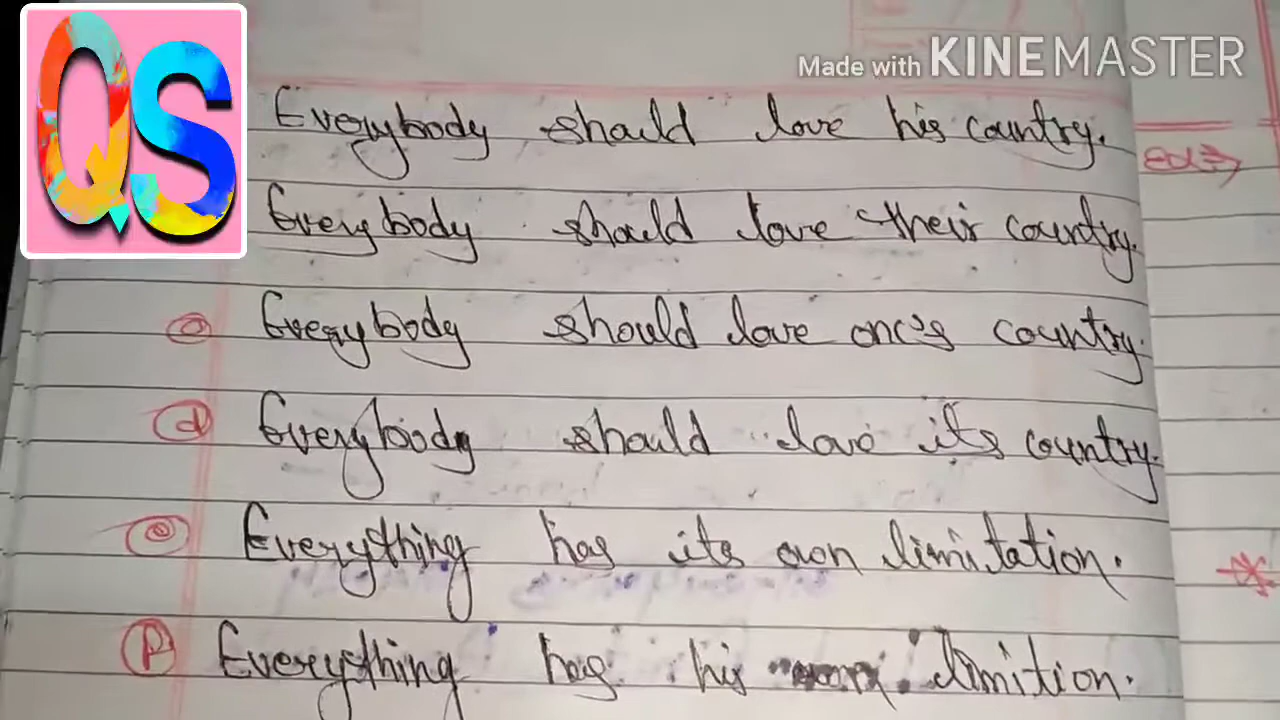 QS
Made with KINEMASTER
Everybody should love his country.
Everybody should love their country.
c Everybody should love one's country.
d Everybody should love its country.
e Everything has its own limitation.
f Everything has his own limition.